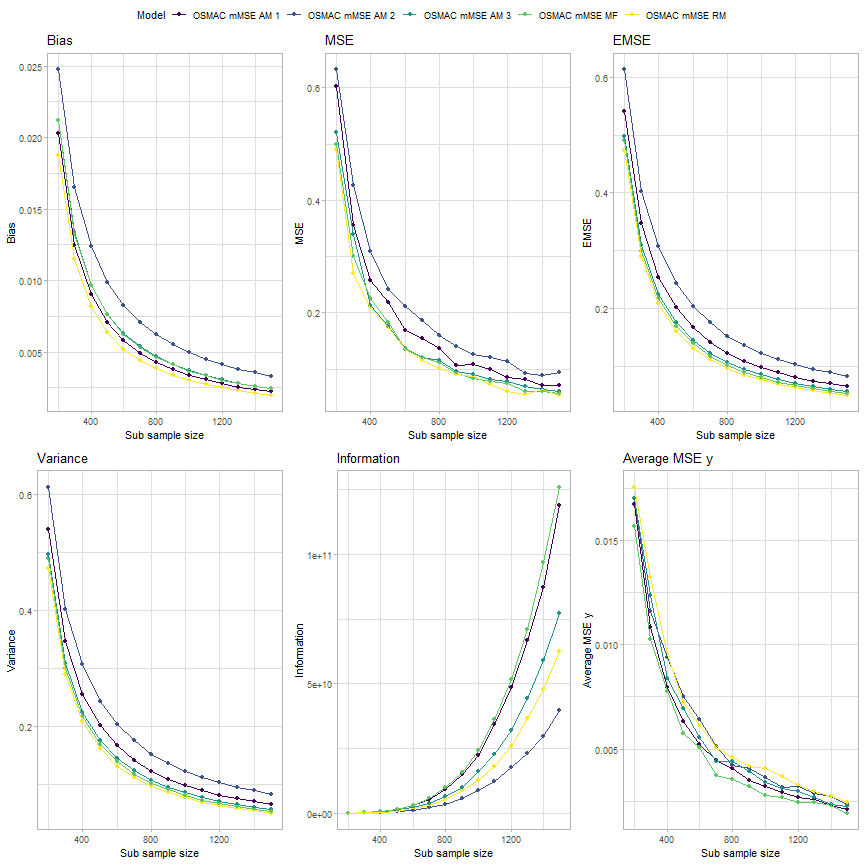 Model OSMAC mMSE AM 1 OSMAC mMSE AM 2 OSMAC mMSE AM 3 OSMAC mMSE MF OSMAC mMSE RM
Bias
0.025
0.020
0.015
0.010
0.005
Bias
400 800 1200
Sub sample size
MSE
0.6
0.4
0.2
MSE
400 800 1200
Sub sample size
EMSE
0.6
0.4
0.2
EMSE
400 800 1200
Sub sample size
Variance
0.6
0.4
0.2
Variance
400 800 1200
Sub sample size
Information
1e+11
5e+10
0e+00
Information
400 800 1200
Sub sample size
Average MSE y
0.015
0.010
0.005
Average MSE y
400 800 1200
Sub sample size